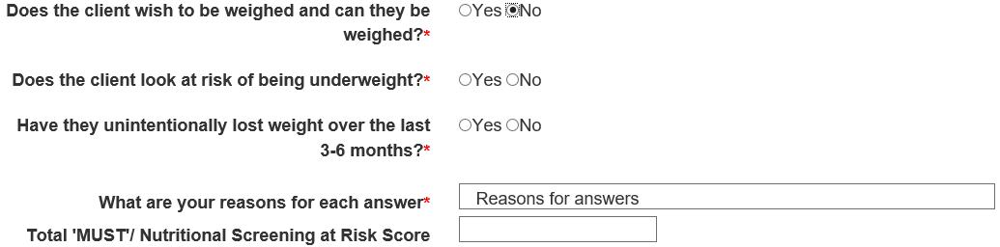 Does the client wish to be weighed and can they be Yes No
weighed?*
Does the client look at risk of being underweight?* Yes No
Have they unintentionally lost weight over the last Yes No
3-6 months?*
What are your reasons for each answer* Reasons for answers
Total 'MUST'/ Nutritional Screening at Risk Score